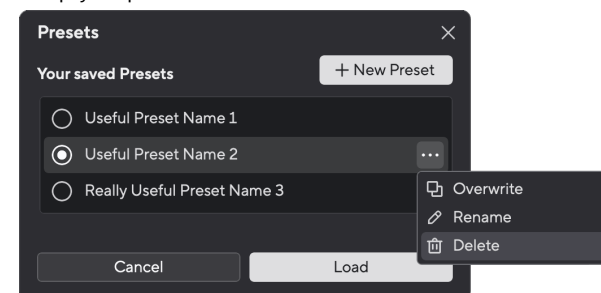 Presets
Your saved Presets
+ New Preset
Useful Preset Name 1
Useful Preset Name 2
Really Useful Preset Name 3
Overwrite
Rename
Delete
Cancel
Load